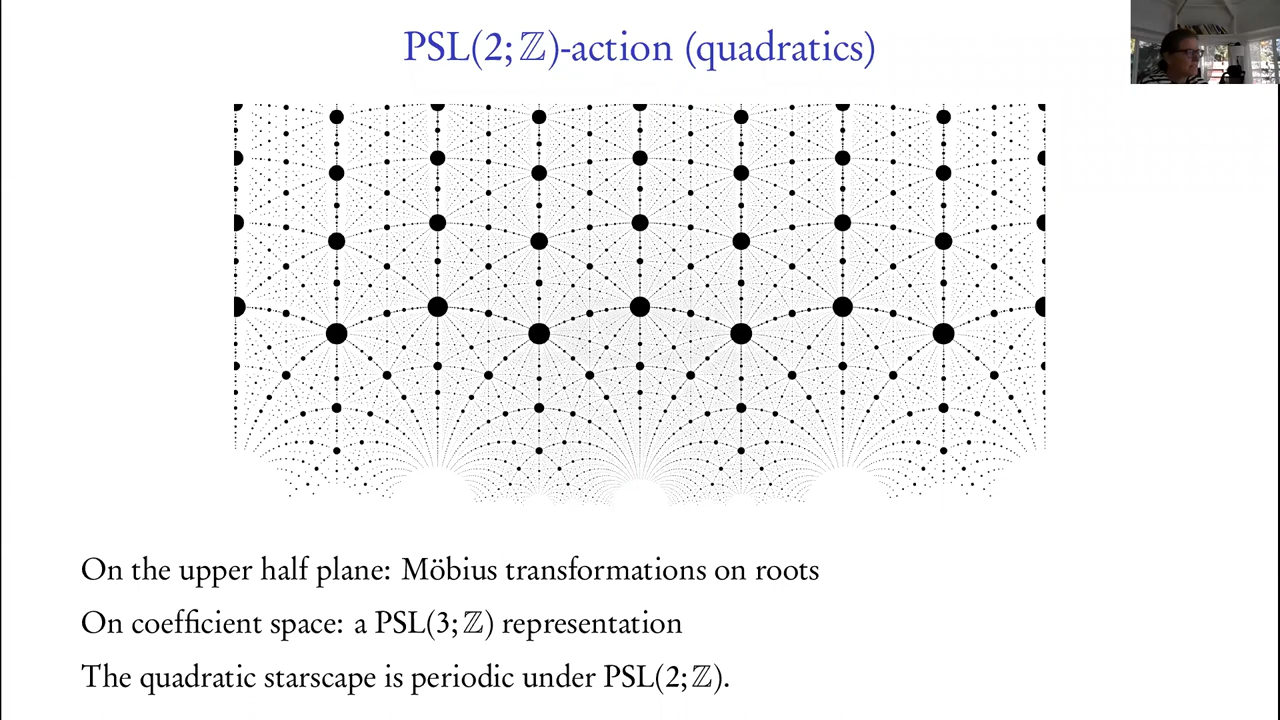 PSL(2; ℤ)-action (quadratics)
On the upper half plane: Möbius transformations on roots
On coefficient space: a PSL(3; ℤ) representation
The quadratic starscape is periodic under PSL(2; ℤ).